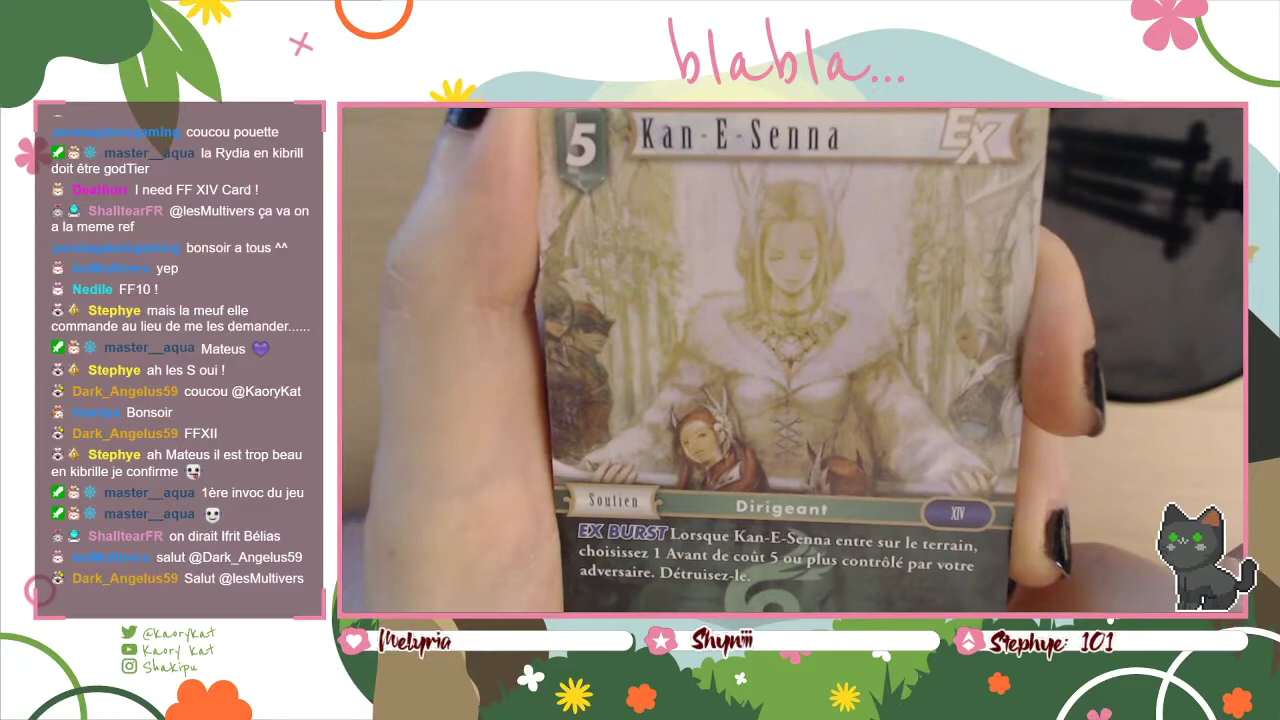 blabla...
coucou pouette
master__aqua la Rydia en kibrill
doit être godTier
Deathorr I need FF XIV Card !
ShalltearFR @lesMultivers ça va on
a la meme ref
bonsoir a tous ^^
lesMultivers yep
Nedile FF10 !
Stephye mais la meuf elle
commande au lieu de me les demander......
master__aqua Mateus
Stephye ah les S oui !
Dark_Angelus59 coucou @KaoryKat
Bonsoir
Dark_Angelus59 FFXII
Stephye ah Mateus il est trop beau
en kibrille je confirme
master__aqua 1ère invoc du jeu
master__aqua
ShalltearFR on dirait Ifrit Bélias
lesMultivers salut @Dark_Angelus59
Dark_Angelus59 Salut @lesMultivers
5
Kan-E-Senna
EX
Soutien
Dirigeant
XIV
EX BURST Lorsque Kan-E-Senna entre sur le terrain,
choisissez 1 Avant de coût 5 ou plus contrôlé par votre
adversaire. Détruisez-le.
@kaorykat
Kaory kat
Shakipu
Melyria
Shyniii
Stephye: 101